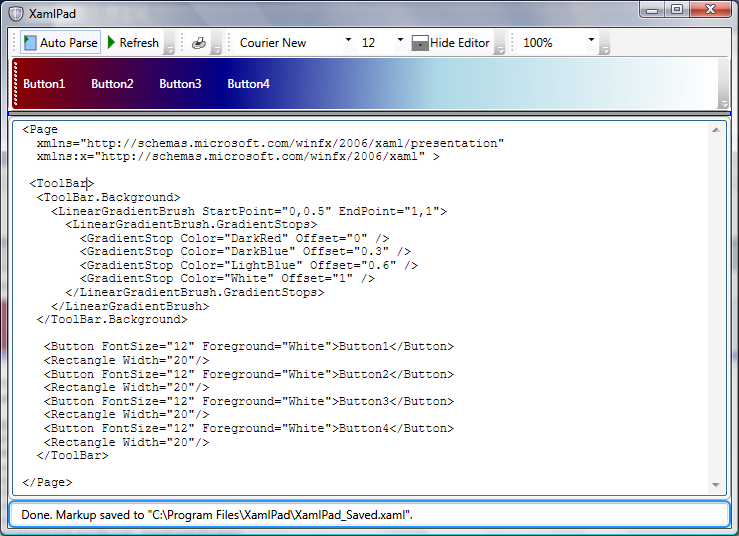 XamlPad
Auto Parse Refresh Courier New 12 Hide Editor 100%
Button1 Button2 Button3 Button4
<Page
xmlns="http://schemas.microsoft.com/winfx/2006/xaml/presentation"
xmlns:x="http://schemas.microsoft.com/winfx/2006/xaml" >
<ToolBar>
<ToolBar.Background>
<LinearGradientBrush StartPoint="0,0.5" EndPoint="1,1">
<LinearGradientBrush.GradientStops>
<GradientStop Color="DarkRed" Offset="0" />
<GradientStop Color="DarkBlue" Offset="0.3" />
<GradientStop Color="LightBlue" Offset="0.6" />
<GradientStop Color="White" Offset="1" />
</LinearGradientBrush.GradientStops>
</LinearGradientBrush>
</ToolBar.Background>
<Button FontSize="12" Foreground="White">Button1</Button>
<Rectangle Width="20"/>
<Button FontSize="12" Foreground="White">Button2</Button>
<Rectangle Width="20"/>
<Button FontSize="12" Foreground="White">Button3</Button>
<Rectangle Width="20"/>
<Button FontSize="12" Foreground="White">Button4</Button>
<Rectangle Width="20"/>
</ToolBar>
</Page>
Done. Markup saved to "C:\Program Files\XamlPad\XamlPad_Saved.xaml".